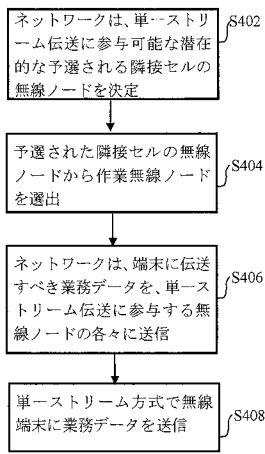 ネットワークは、単一ストリ
ーム伝送に参与可能な潜在
的な予選される隣接セルの
無線ノードを決定
S402
予選された隣接セルの無線
ノードから作業無線ノード
を選出
S404
ネットワークは、端末に伝送
すべき業務データを、単一ス
トリーム伝送に参与する無
線ノードの各々に送信
S406
単一ストリーム方式で無線
端末に業務データを送信
S408